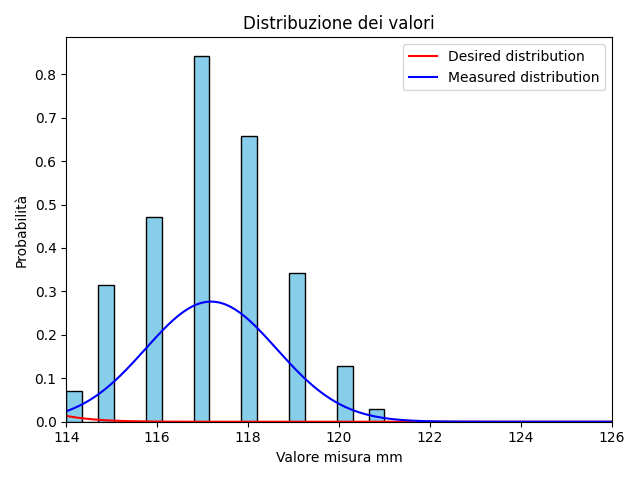 Distribuzione dei valori
Desired distribution
Measured distribution
Probabilità
0.8
0.7
0.6
0.5
0.4
0.3
0.2
0.1
0.0
114 116 118 120 122 124 126
Valore misura mm